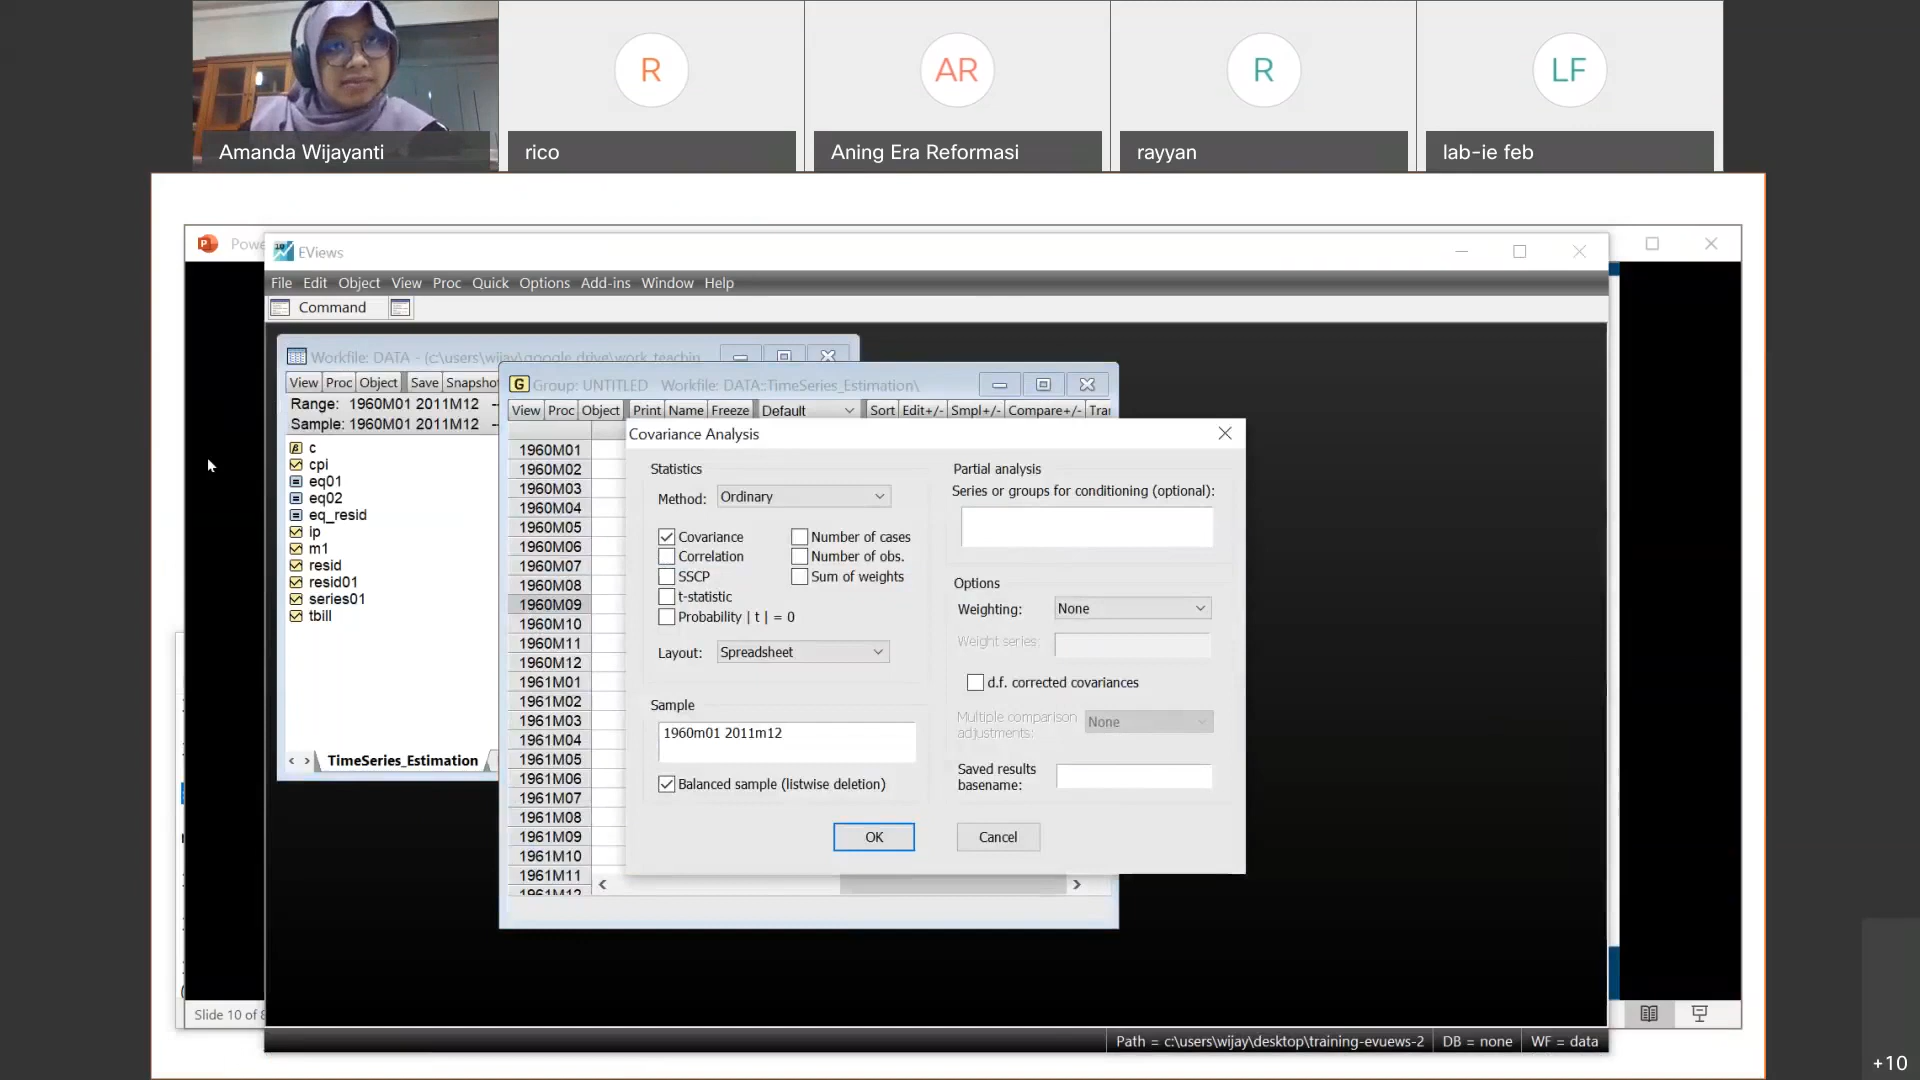 R
AR
R
LF
Amanda Wijayanti
rico
Aning Era Reformasi
rayyan
lab-ie feb
P
EViews
File Edit Object View Proc Quick Options Add-ins Window Help
Command
Workfile: DATA - (c:\users\wijay\google drive\work_teachin
View Proc Object Save Snapshot
Range: 1960M01 2011M12 --
Sample: 1960M01 2011M12 --
c
cpi
eq01
eq02
eq_resid
ip
m1
resid
resid01
series01
tbill
TimeSeries_Estimation
G Group: UNTITLED Workfile: DATA::TimeSeries_Estimation\
View Proc Object Print Name Freeze Default Sort Edit+/- Smpl+/- Compare+/- Tra
1960M01
1960M02
1960M03
1960M04
1960M05
1960M06
1960M07
1960M08
1960M09
1960M10
1960M11
1960M12
1961M01
1961M02
1961M03
1961M04
1961M05
1961M06
1961M07
1961M08
1961M09
1961M10
1961M11
1961M12
Covariance Analysis
Statistics
Method: Ordinary
Covariance
Number of cases
Correlation
Number of obs.
SSCP
Sum of weights
t-statistic
Probability | t | = 0
Layout: Spreadsheet
Sample
1960m01 2011m12
Balanced sample (listwise deletion)
Partial analysis
Series or groups for conditioning (optional):
Options
Weighting: None
Weight series:
d.f. corrected covariances
Multiple comparison
adjustments: None
Saved results
basename:
OK Cancel
Slide 10 of 8
Path = c:\users\wijay\desktop\training-evuews-2 DB = none WF = data
+10